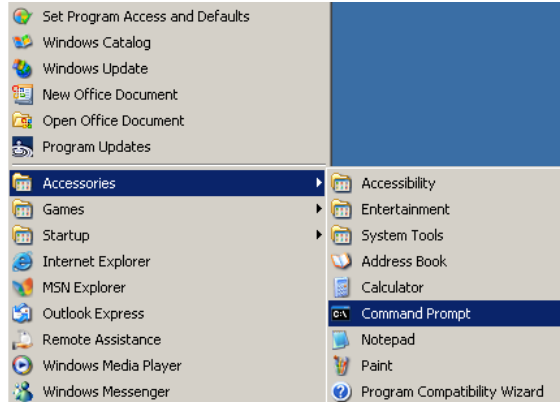 Set Program Access and Defaults
Windows Catalog
Windows Update
New Office Document
Open Office Document
Program Updates
Accessories
Games
Startup
Internet Explorer
MSN Explorer
Outlook Express
Remote Assistance
Windows Media Player
Windows Messenger
Accessibility
Entertainment
System Tools
Address Book
Calculator
C:\
Command Prompt
Notepad
Paint
Program Compatibility Wizard